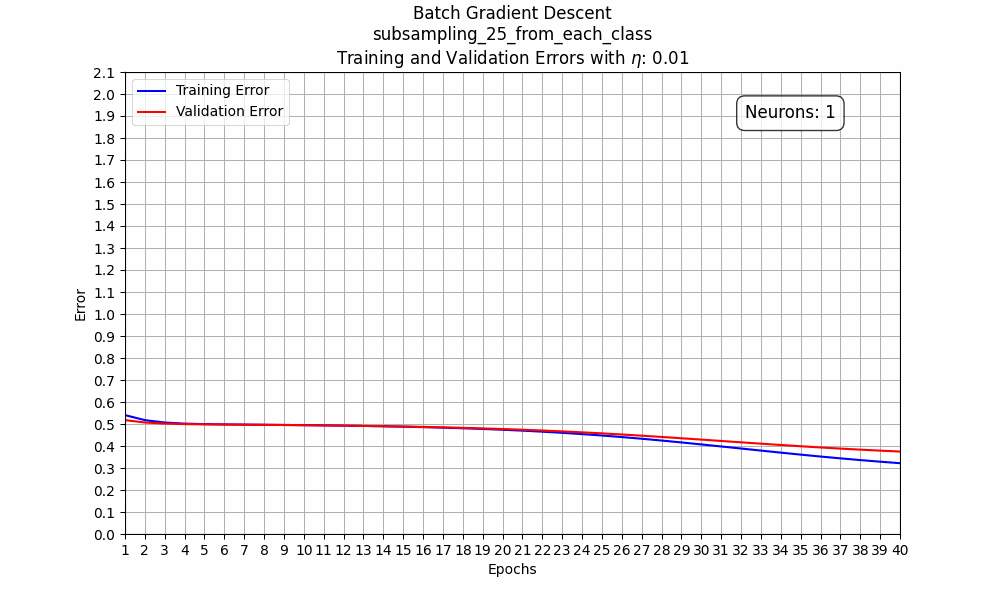 Batch Gradient Descent
subsampling_25_from_each_class
Training and Validation Errors with η: 0.01
Training Error
Validation Error
Neurons: 1
Error
2.1
2.0
1.9
1.8
1.7
1.6
1.5
1.4
1.3
1.2
1.1
1.0
0.9
0.8
0.7
0.6
0.5
0.4
0.3
0.2
0.1
0.0
1 2 3 4 5 6 7 8 9 10 11 12 13 14 15 16 17 18 19 20 21 22 23 24 25 26 27 28 29 30 31 32 33 34 35 36 37 38 39 40
Epochs